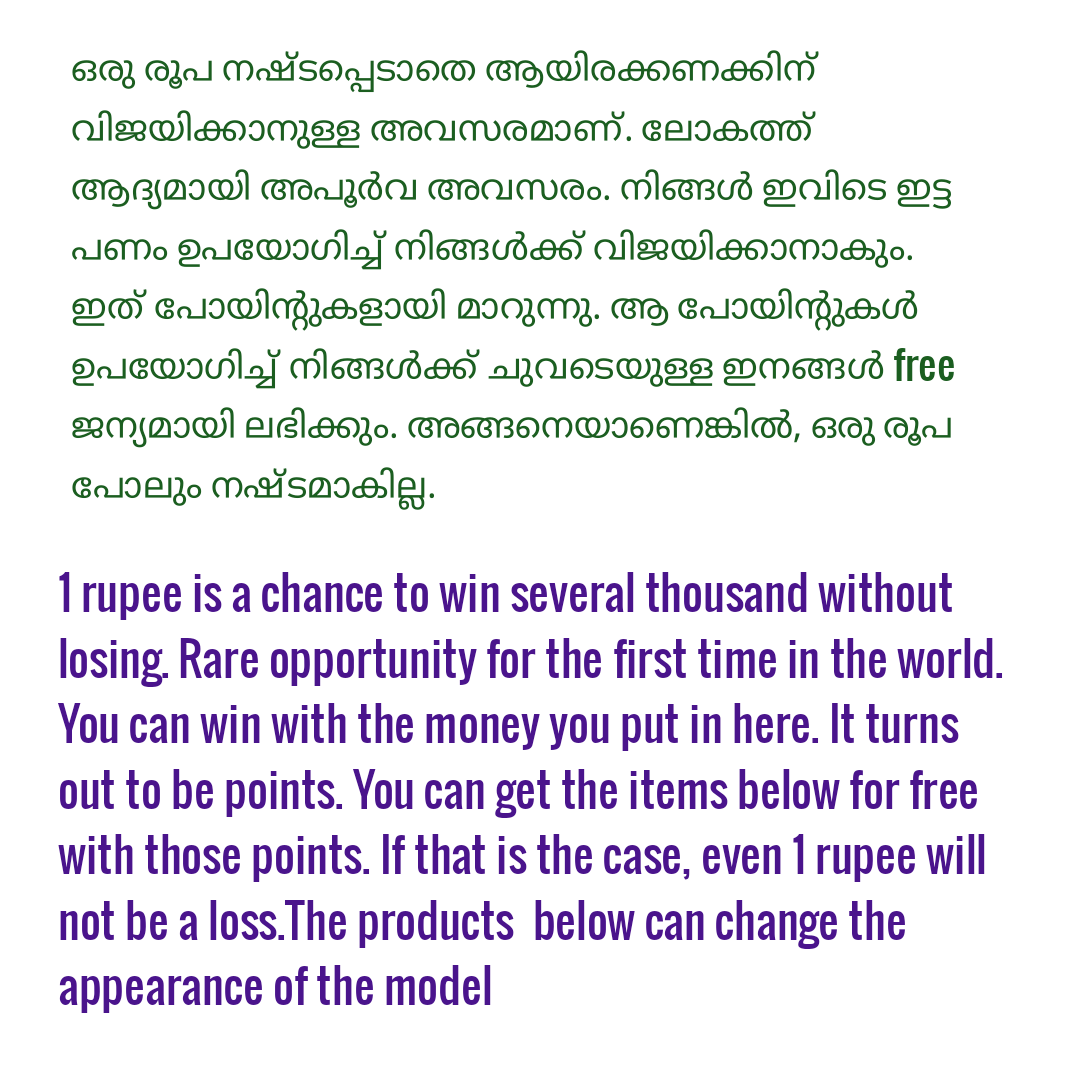 ഒരു രൂപ നഷ്ടപ്പെടാതെ ആയിരക്കണക്കിന്
വിജയിക്കാനുള്ള അവസരമാണ്. ലോകത്ത്
ആദ്യമായി അപൂർവ അവസരം. നിങ്ങൾ ഇവിടെ ഇട്ട
പണം ഉപയോഗിച്ച് നിങ്ങൾക്ക് വിജയിക്കാനാകും.
ഇത് പോയിന്റുകളായി മാറുന്നു. ആ പോയിന്റുകൾ
ഉപയോഗിച്ച് നിങ്ങൾക്ക് ചുവടെയുള്ള ഇനങ്ങൾ free
ജന്യമായി ലഭിക്കും. അങ്ങനെയാണെങ്കിൽ, ഒരു രൂപ
പോലും നഷ്ടമാകില്ല.
1 rupee is a chance to win several thousand without
losing. Rare opportunity for the first time in the world.
You can win with the money you put in here. It turns
out to be points. You can get the items below for free
with those points. If that is the case, even 1 rupee will
not be a loss.The products  below can change the
appearance of the model